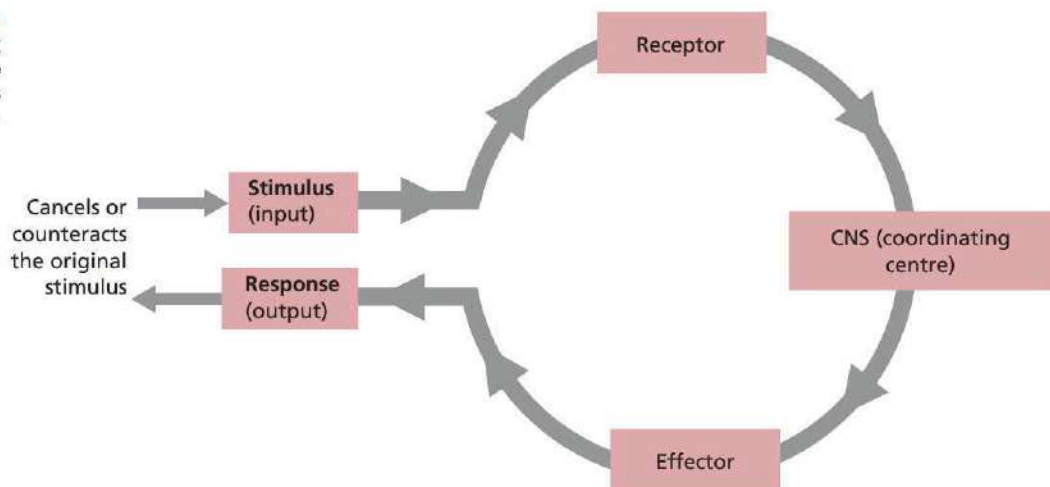 Receptor
Cancels or
counteracts
the original
stimulus
Stimulus
(input)
CNS (coordinating
centre)
Response
(output)
Effector